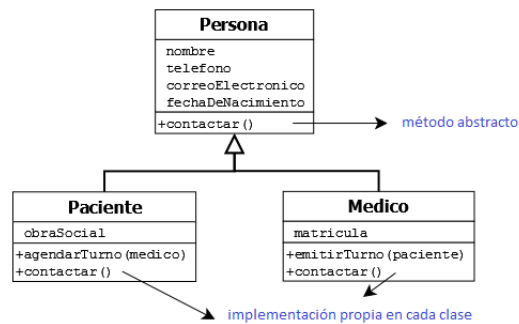 Persona
nombre
telefono
correoElectronico
fechaDeNacimiento
+contactar()
método abstracto
Paciente
obraSocial
+agendarTurno(medico)
+contactar()
Medico
matricula
+emitirTurno(paciente)
+contactar()
implementación propia en cada clase